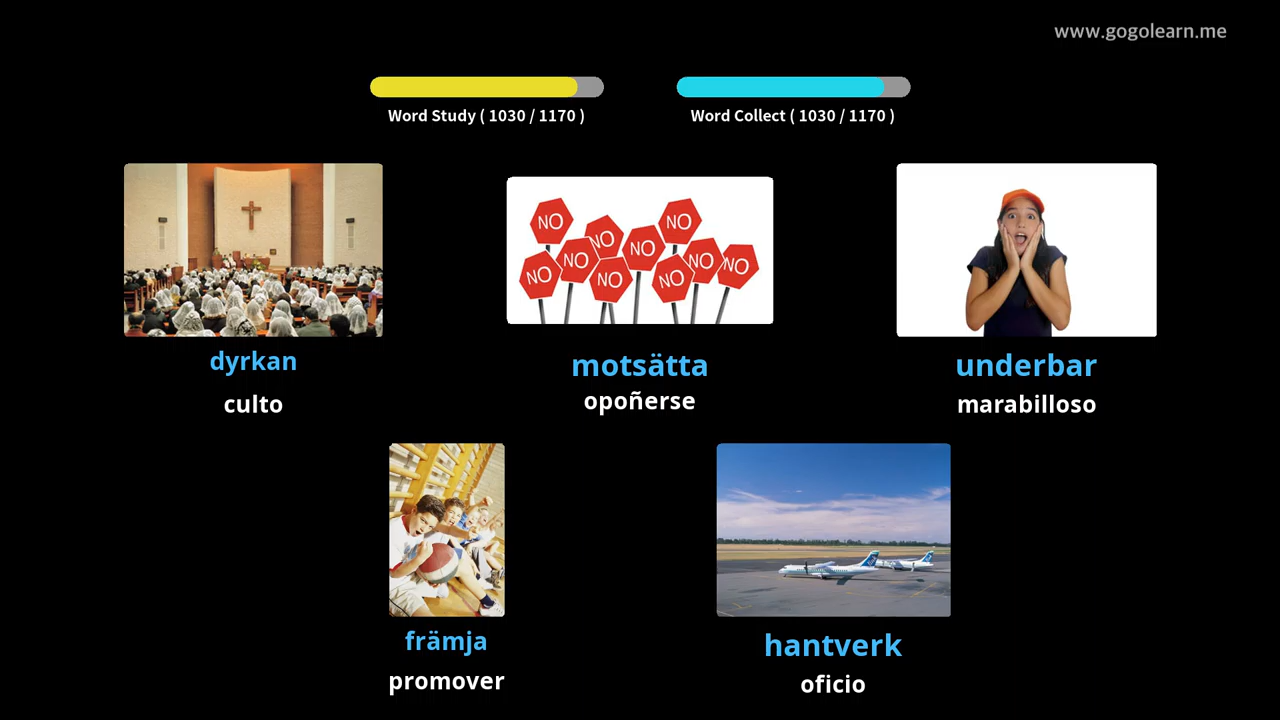 www.gogolearn.me
Word Study ( 1030 / 1170 )
Word Collect ( 1030 / 1170 )
NO
NO
NO
NO
NO
NO
NO
NO
NO
NO
dyrkan
culto
motsätta
opoñerse
underbar
marabilloso
främja
promover
hantverk
oficio